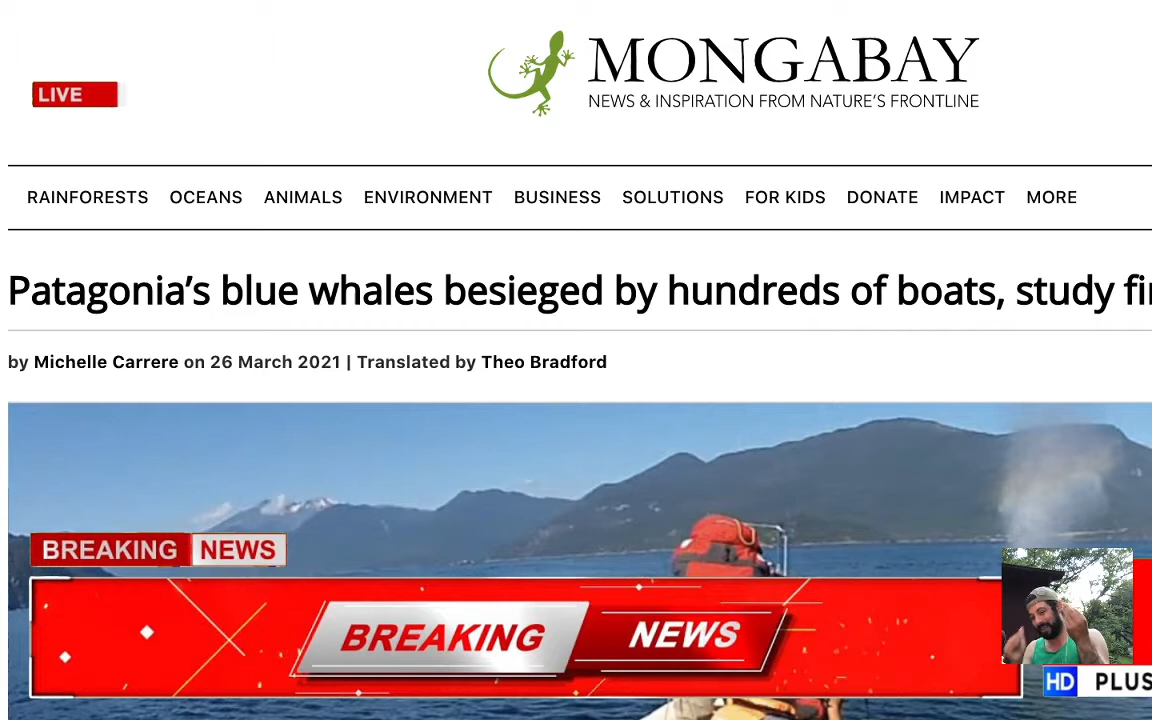 MONGABAY
NEWS & INSPIRATION FROM NATURE'S FRONTLINE
LIVE
RAINFORESTS OCEANS ANIMALS ENVIRONMENT BUSINESS SOLUTIONS FOR KIDS DONATE IMPACT MORE
Patagonia’s blue whales besieged by hundreds of boats, study
by Michelle Carrere on 26 March 2021 | Translated by Theo Bradford
BREAKING NEWS
BREAKING NEWS
HD PLUS